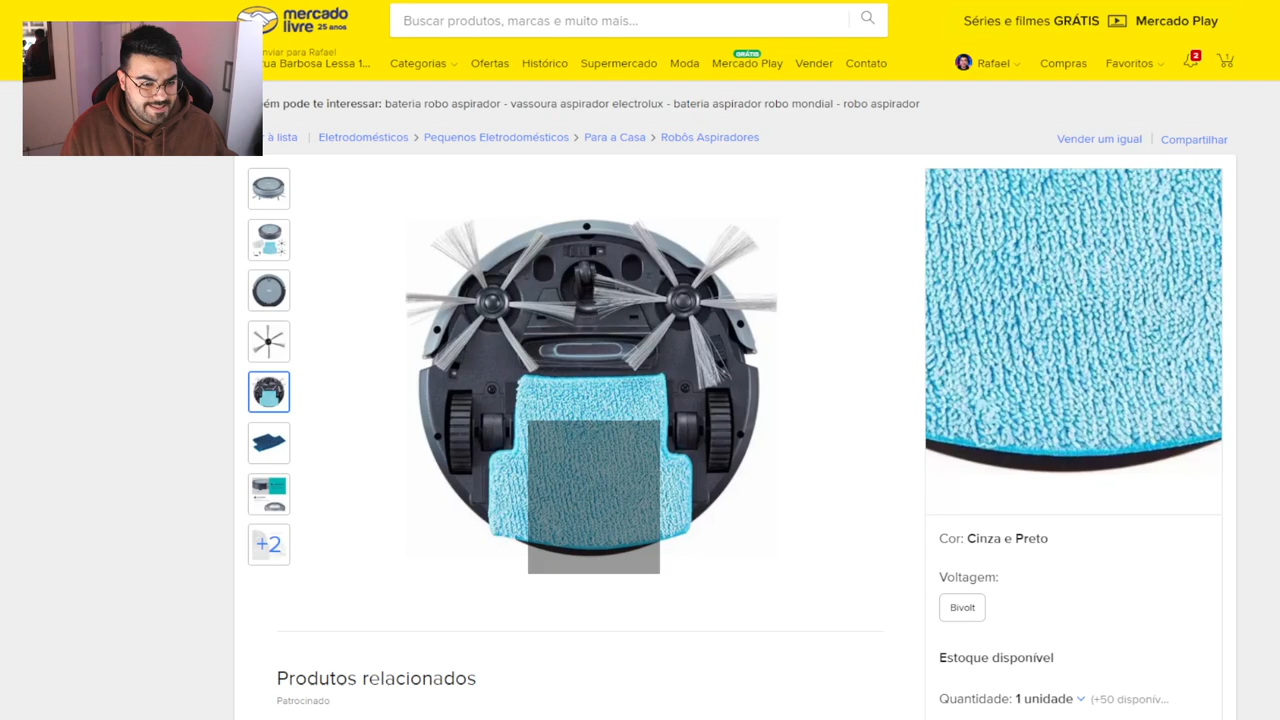 mercado
livre 25 anos
Buscar produtos, marcas e muito mais...
Séries e filmes GRÁTIS Mercado Play
enviar para Rafael
Rua Barbosa Lessa 1...
Categorias
Ofertas
Histórico
Supermercado
Moda
GRÁTIS
Mercado Play
Vender
Contato
Rafael
Compras
Favoritos
2
1
ém pode te interessar: bateria robo aspirador - vassoura aspirador electrolux - bateria aspirador robo mondial - robo aspirador
r à lista | Eletrodomésticos > Pequenos Eletrodomésticos > Para a Casa > Robôs Aspiradores
Vender um igual | Compartilhar
+2
Cor: Cinza e Preto
Voltagem:
Bivolt
Estoque disponível
Quantidade: 1 unidade (+50 disponív...
Produtos relacionados
Patrocinado